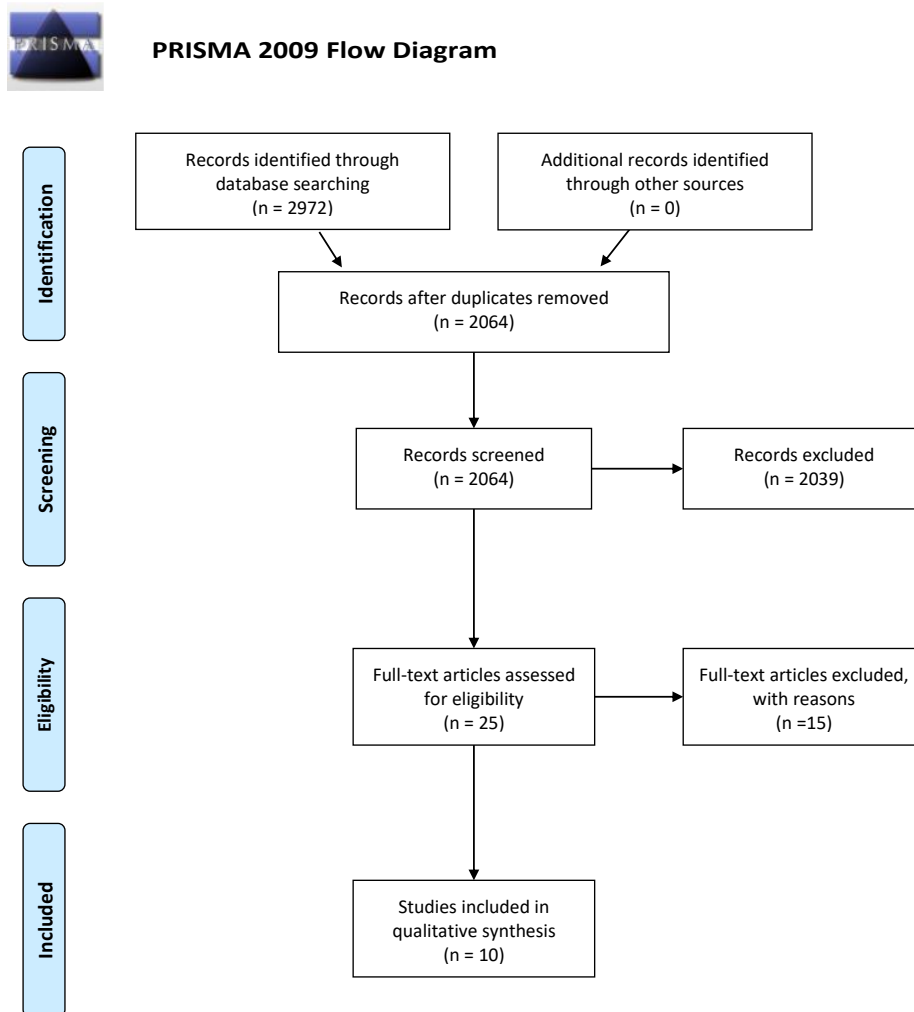 PRISMA
PRISMA 2009 Flow Diagram
Identification
Records identified through
database searching
(n = 2972)
Additional records identified
through other sources
(n = 0)
Records after duplicates removed
(n = 2064)
Screening
Records screened
(n = 2064)
Records excluded
(n = 2039)
Eligibility
Full-text articles assessed
for eligibility
(n = 25)
Full-text articles excluded,
with reasons
(n =15)
Included
Studies included in
qualitative synthesis
(n = 10)